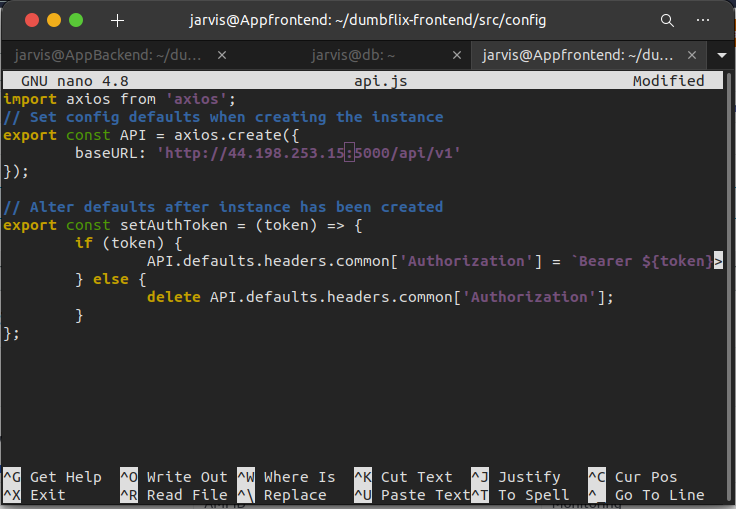 jarvis@Appfrontend: ~/dumbflix-frontend/src/config
jarvis@AppBackend: ~/du…
jarvis@db: ~
jarvis@Appfrontend: ~/du…
GNU nano 4.8 api.js Modified
import axios from 'axios';
// Set config defaults when creating the instance
export const API = axios.create({
        baseURL: 'http://44.198.253.15:5000/api/v1'
});
// Alter defaults after instance has been created
export const setAuthToken = (token) => {
        if (token) {
                API.defaults.headers.common['Authorization'] = `Bearer ${token}>
        } else {
                delete API.defaults.headers.common['Authorization'];
        }
};
^G Get Help ^O Write Out ^W Where Is ^K Cut Text ^J Justify ^C Cur Pos
^X Exit ^R Read File ^\ Replace ^U Paste Text ^T To Spell ^_ Go To Line